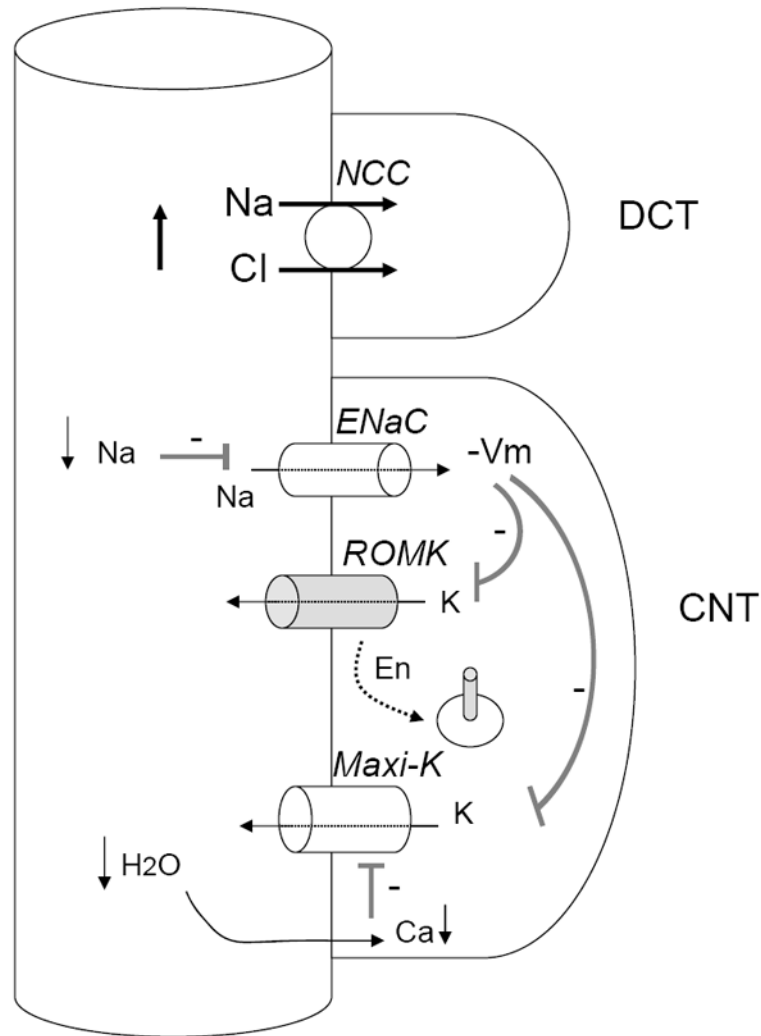 NCC
Na
Cl
DCT
ENaC
Na - Na
-Vm
-
ROMK
K
CNT
En
-
Maxi-K
K
H2O
-
Ca